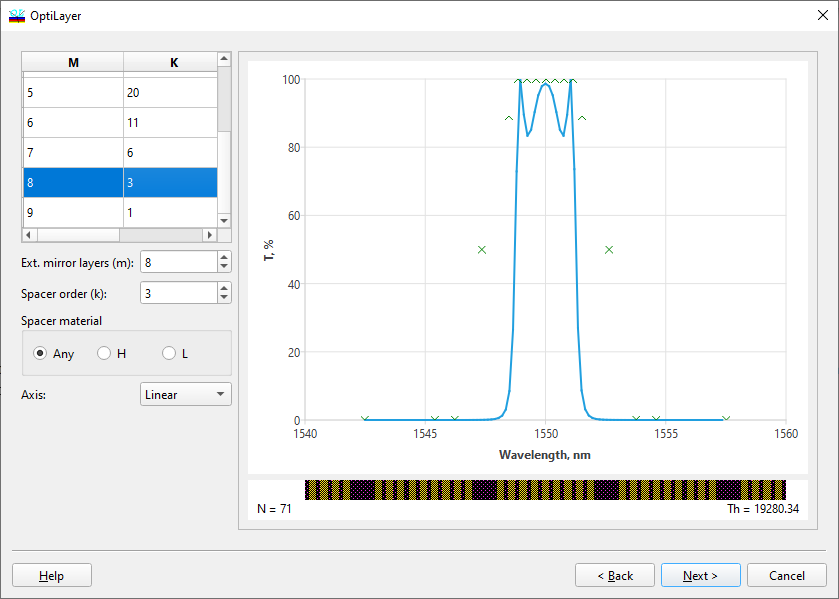 OptiLayer
M K
5 20
6 11
7 6
8 3
9 1
Ext. mirror layers (m): 8
Spacer order (k): 3
Spacer material
Any H L
Axis: Linear
T, %
100
80
60
40
20
0
1540 1545 1550 1555 1560
Wavelength, nm
N = 71 Th = 19280.34
Help < Back Next > Cancel